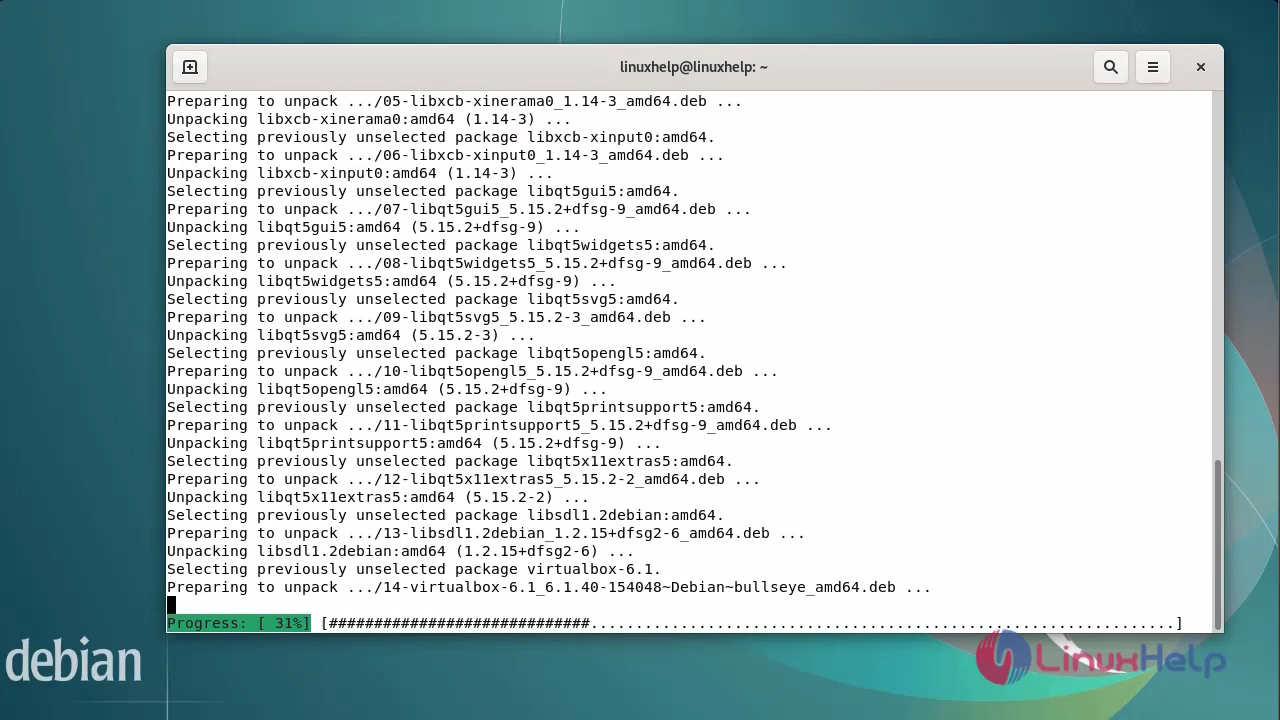 linuxhelp@linuxhelp: ~
Preparing to unpack .../05-libxcb-xinerama0_1.14-3_amd64.deb ...
Unpacking libxcb-xinerama0:amd64 (1.14-3) ...
Selecting previously unselected package libxcb-xinput0:amd64.
Preparing to unpack .../06-libxcb-xinput0_1.14-3_amd64.deb ...
Unpacking libxcb-xinput0:amd64 (1.14-3) ...
Selecting previously unselected package libqt5gui5:amd64.
Preparing to unpack .../07-libqt5gui5_5.15.2+dfsg-9_amd64.deb ...
Unpacking libqt5gui5:amd64 (5.15.2+dfsg-9) ...
Selecting previously unselected package libqt5widgets5:amd64.
Preparing to unpack .../08-libqt5widgets5_5.15.2+dfsg-9_amd64.deb ...
Unpacking libqt5widgets5:amd64 (5.15.2+dfsg-9) ...
Selecting previously unselected package libqt5svg5:amd64.
Preparing to unpack .../09-libqt5svg5_5.15.2-3_amd64.deb ...
Unpacking libqt5svg5:amd64 (5.15.2-3) ...
Selecting previously unselected package libqt5opengl5:amd64.
Preparing to unpack .../10-libqt5opengl5_5.15.2+dfsg-9_amd64.deb ...
Unpacking libqt5opengl5:amd64 (5.15.2+dfsg-9) ...
Selecting previously unselected package libqt5printsupport5:amd64.
Preparing to unpack .../11-libqt5printsupport5_5.15.2+dfsg-9_amd64.deb ...
Unpacking libqt5printsupport5:amd64 (5.15.2+dfsg-9) ...
Selecting previously unselected package libqt5x11extras5:amd64.
Preparing to unpack .../12-libqt5x11extras5_5.15.2-2_amd64.deb ...
Unpacking libqt5x11extras5:amd64 (5.15.2-2) ...
Selecting previously unselected package libsdl1.2debian:amd64.
Preparing to unpack .../13-libsdl1.2debian_1.2.15+dfsg2-6_amd64.deb ...
Unpacking libsdl1.2debian:amd64 (1.2.15+dfsg2-6) ...
Selecting previously unselected package virtualbox-6.1.
Preparing to unpack .../14-virtualbox-6.1_6.1.40-154048~Debian~bullseye_amd64.deb ...
Progress: [ 31%] [#############################.................................................................]
debian
LinuxHelp